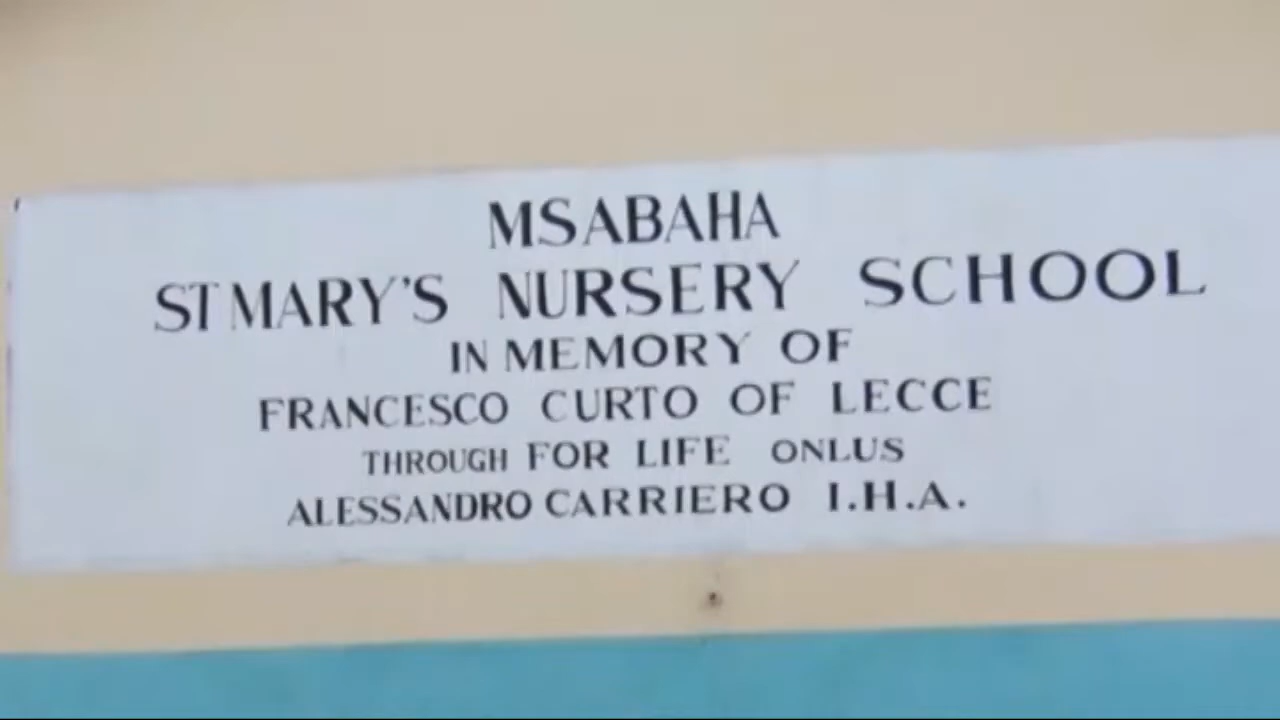 MSABAHA
ST MARY'S NURSERY SCHOOL
IN MEMORY OF
FRANCESCO CURTO OF LECCE
THROUGH FOR LIFE ONLUS
ALESSANDRO CARRIERO I.H.A.